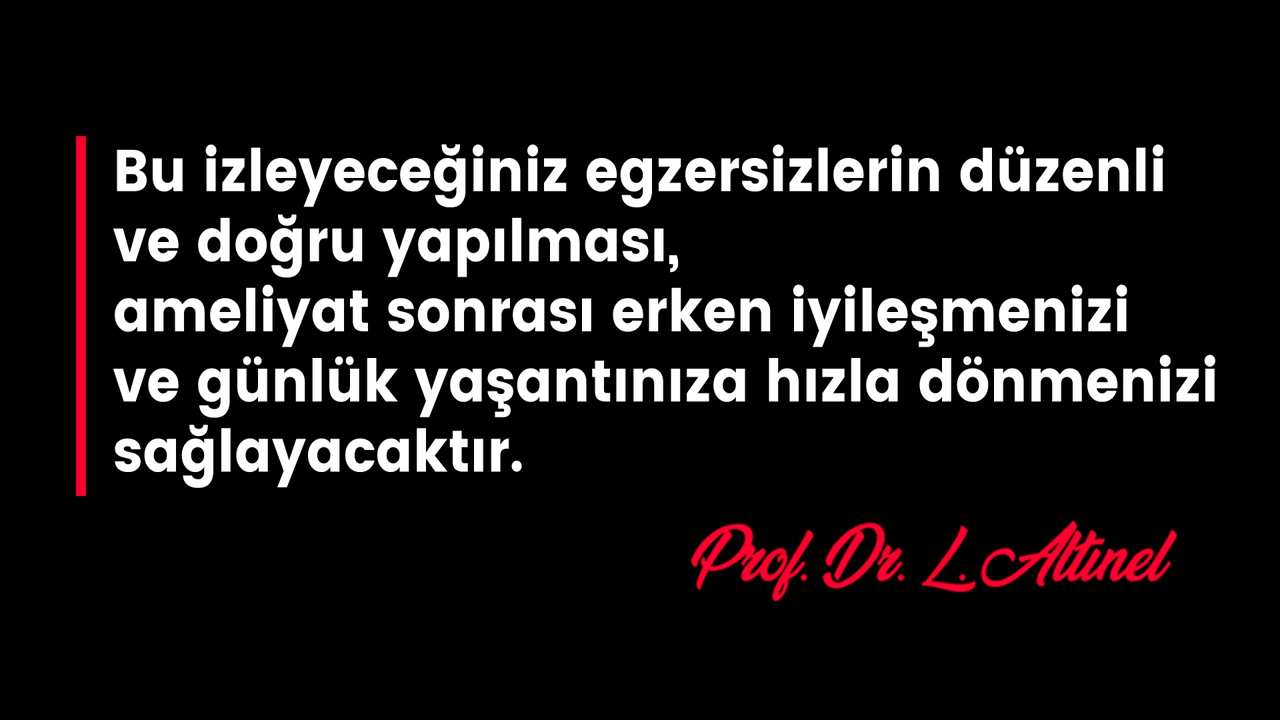 Bu izleyeceğiniz egzersizlerin düzenli
ve doğru yapılması,
ameliyat sonrası erken iyileşmenizi
ve günlük yaşantınıza hızla dönmenizi
sağlayacaktır.
Prof. Dr. L. Altınel